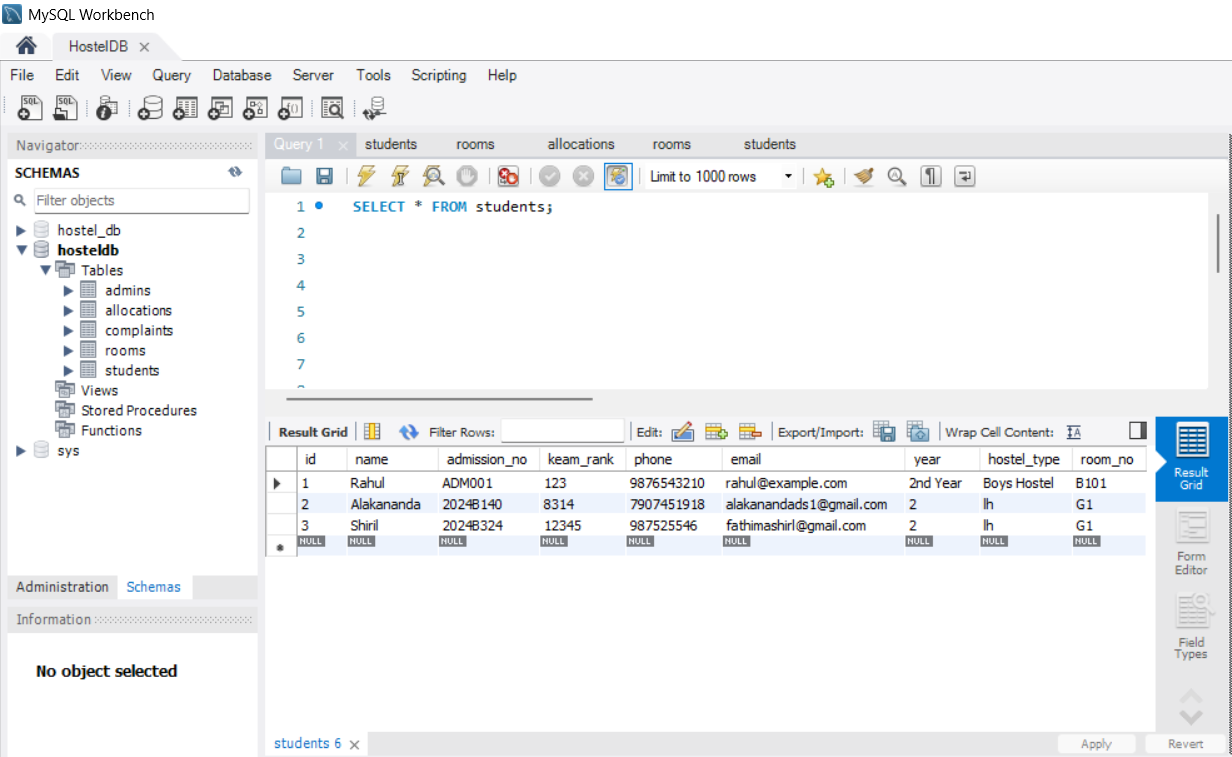 MySQL Workbench
HostelDB
File Edit View Query Database Server Tools Scripting Help
SQL SQL
Navigator
SCHEMAS
Filter objects
hostel_db
hosteldb
Tables
admins
allocations
complaints
rooms
students
Views
Stored Procedures
Functions
sys
Administration Schemas
Information
No object selected
Query 1 students rooms allocations rooms students
Limit to 1000 rows
1 SELECT * FROM students;
2
3
4
5
6
7
Result Grid Filter Rows: Edit: Export/Import: Wrap Cell Content: IA
id name admission_no keam_rank phone email year hostel_type room_no
1 Rahul ADM001 123 9876543210 rahul@example.com 2nd Year Boys Hostel B101
2 Alakananda 2024B140 8314 7907451918 alakanandads1@gmail.com 2 lh G1
3 Shiril 2024B324 12345 987525546 fathimashirl@gmail.com 2 lh G1
NULL NULL NULL NULL NULL NULL NULL NULL NULL
Result
Grid
Form
Editor
Field
Types
students 6
Apply Revert